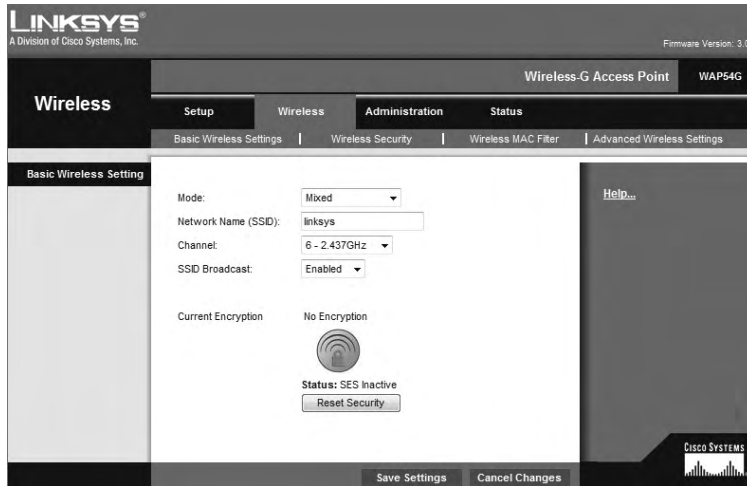 LINKSYS®
A Division of Cisco Systems, Inc.
Firmware Version: 3.0
Wireless-G Access Point WAP54G
Wireless
Setup Wireless Administration Status
Basic Wireless Settings | Wireless Security | Wireless MAC Filter | Advanced Wireless Settings
Basic Wireless Setting
Help...
Mode: Mixed
Network Name (SSID): linksys
Channel: 6 - 2.437GHz
SSID Broadcast: Enabled
Current Encryption No Encryption
Status: SES Inactive
Reset Security
Save Settings Cancel Changes
CISCO SYSTEMS